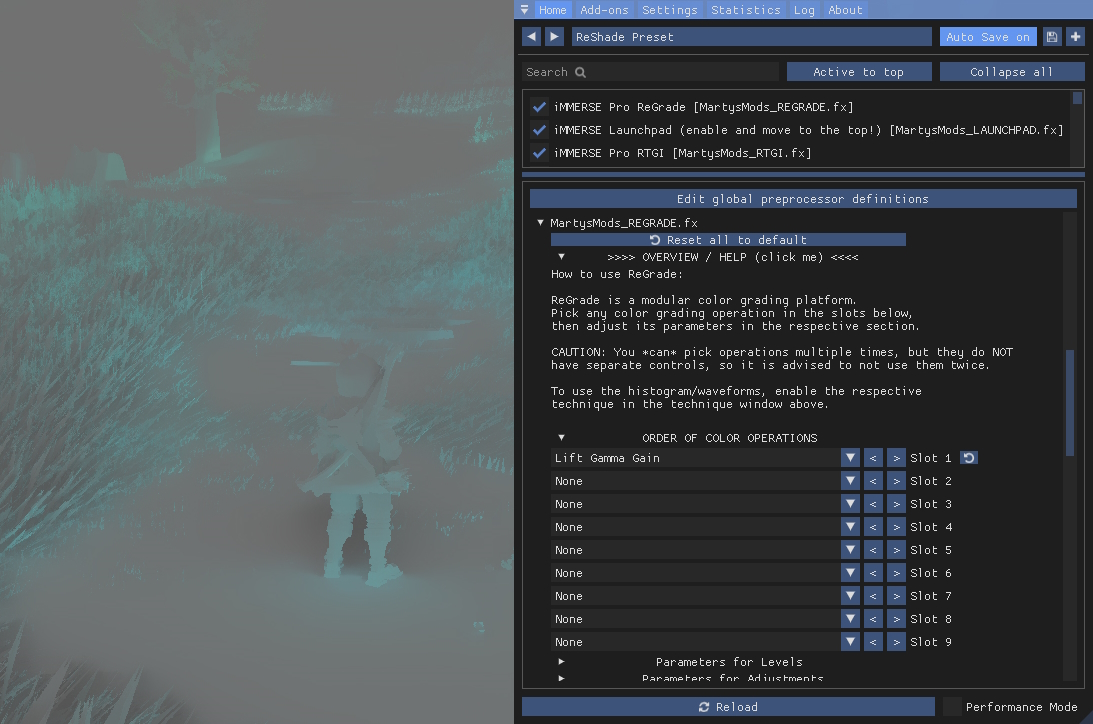 Home Add-ons Settings Statistics Log About
ReShade Preset Auto Save on
Search Active to top Collapse all
iMMERSE Pro ReGrade [MartysMods_REGRADE.fx]
iMMERSE Launchpad (enable and move to the top!) [MartysMods_LAUNCHPAD.fx]
iMMERSE Pro RTGI [MartysMods_RTGI.fx]
Edit global preprocessor definitions
MartysMods_REGRADE.fx
Reset all to default
>>>> OVERVIEW / HELP (click me) <<<<
How to use ReGrade:
ReGrade is a modular color grading platform.
Pick any color grading operation in the slots below,
then adjust its parameters in the respective section.
CAUTION: You *can* pick operations multiple times, but they do NOT
have separate controls, so it is advised to not use them twice.
To use the histogram/waveforms, enable the respective
technique in the technique window above.
ORDER OF COLOR OPERATIONS
Lift Gamma Gain < > Slot 1
None < > Slot 2
None < > Slot 3
None < > Slot 4
None < > Slot 5
None < > Slot 6
None < > Slot 7
None < > Slot 8
None < > Slot 9
Parameters for Levels
Parameters for Adjustments
Reload Performance Mode